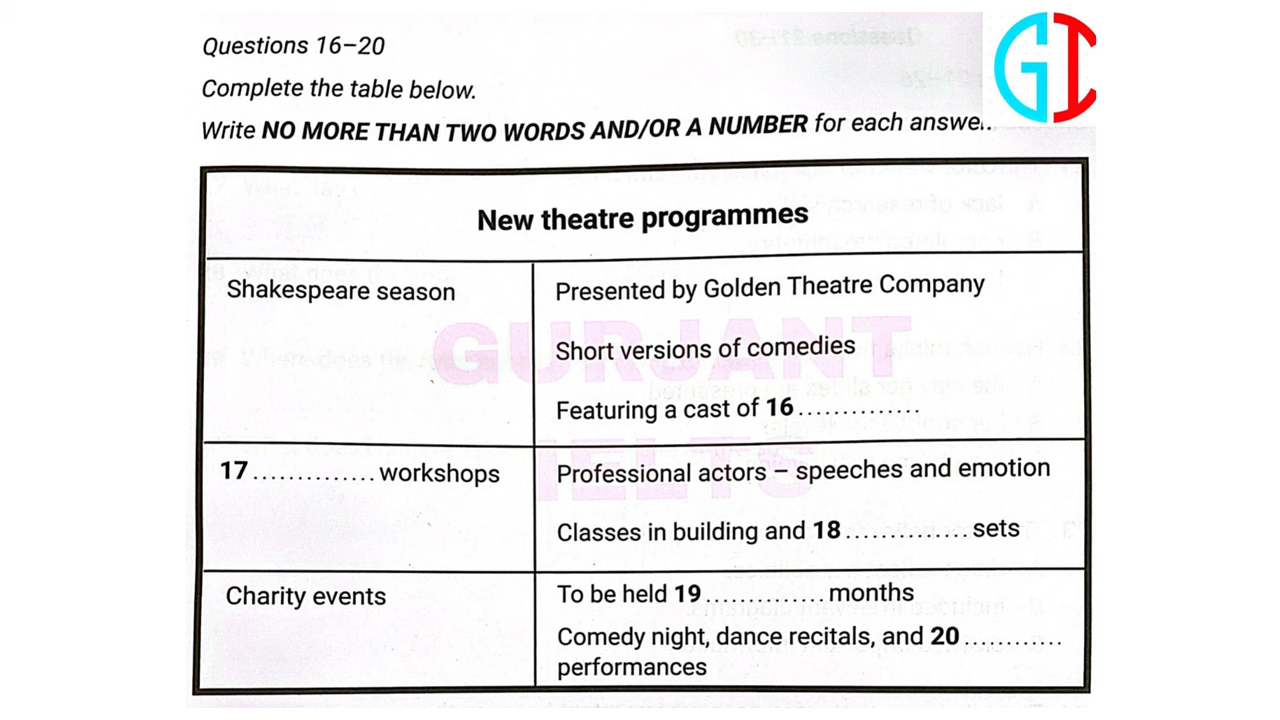 GI
Questions 16–20
Complete the table below.
Write NO MORE THAN TWO WORDS AND/OR A NUMBER for each answer.
New theatre programmes
Shakespeare season
Presented by Golden Theatre Company
Short versions of comedies
Featuring a cast of 16..............
17.............. workshops
Professional actors – speeches and emotion
Classes in building and 18.............. sets
Charity events
To be held 19.............. months
Comedy night, dance recitals, and 20............
performances
GURJANT
IELTS